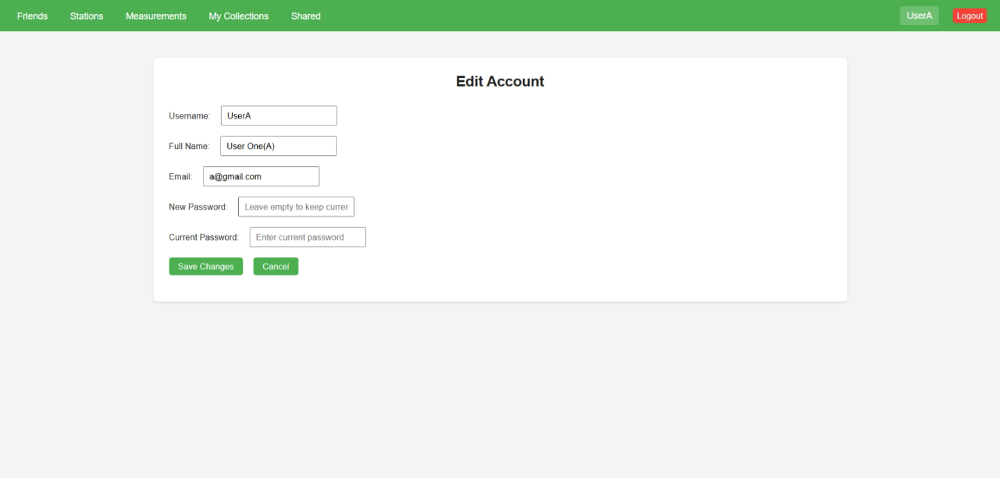 Friends Stations Measurements My Collections Shared UserA Logout
Edit Account
Username: UserA
Full Name: User One(A)
Email: a@gmail.com
New Password: Leave empty to keep currer
Current Password: Enter current password
Save Changes Cancel